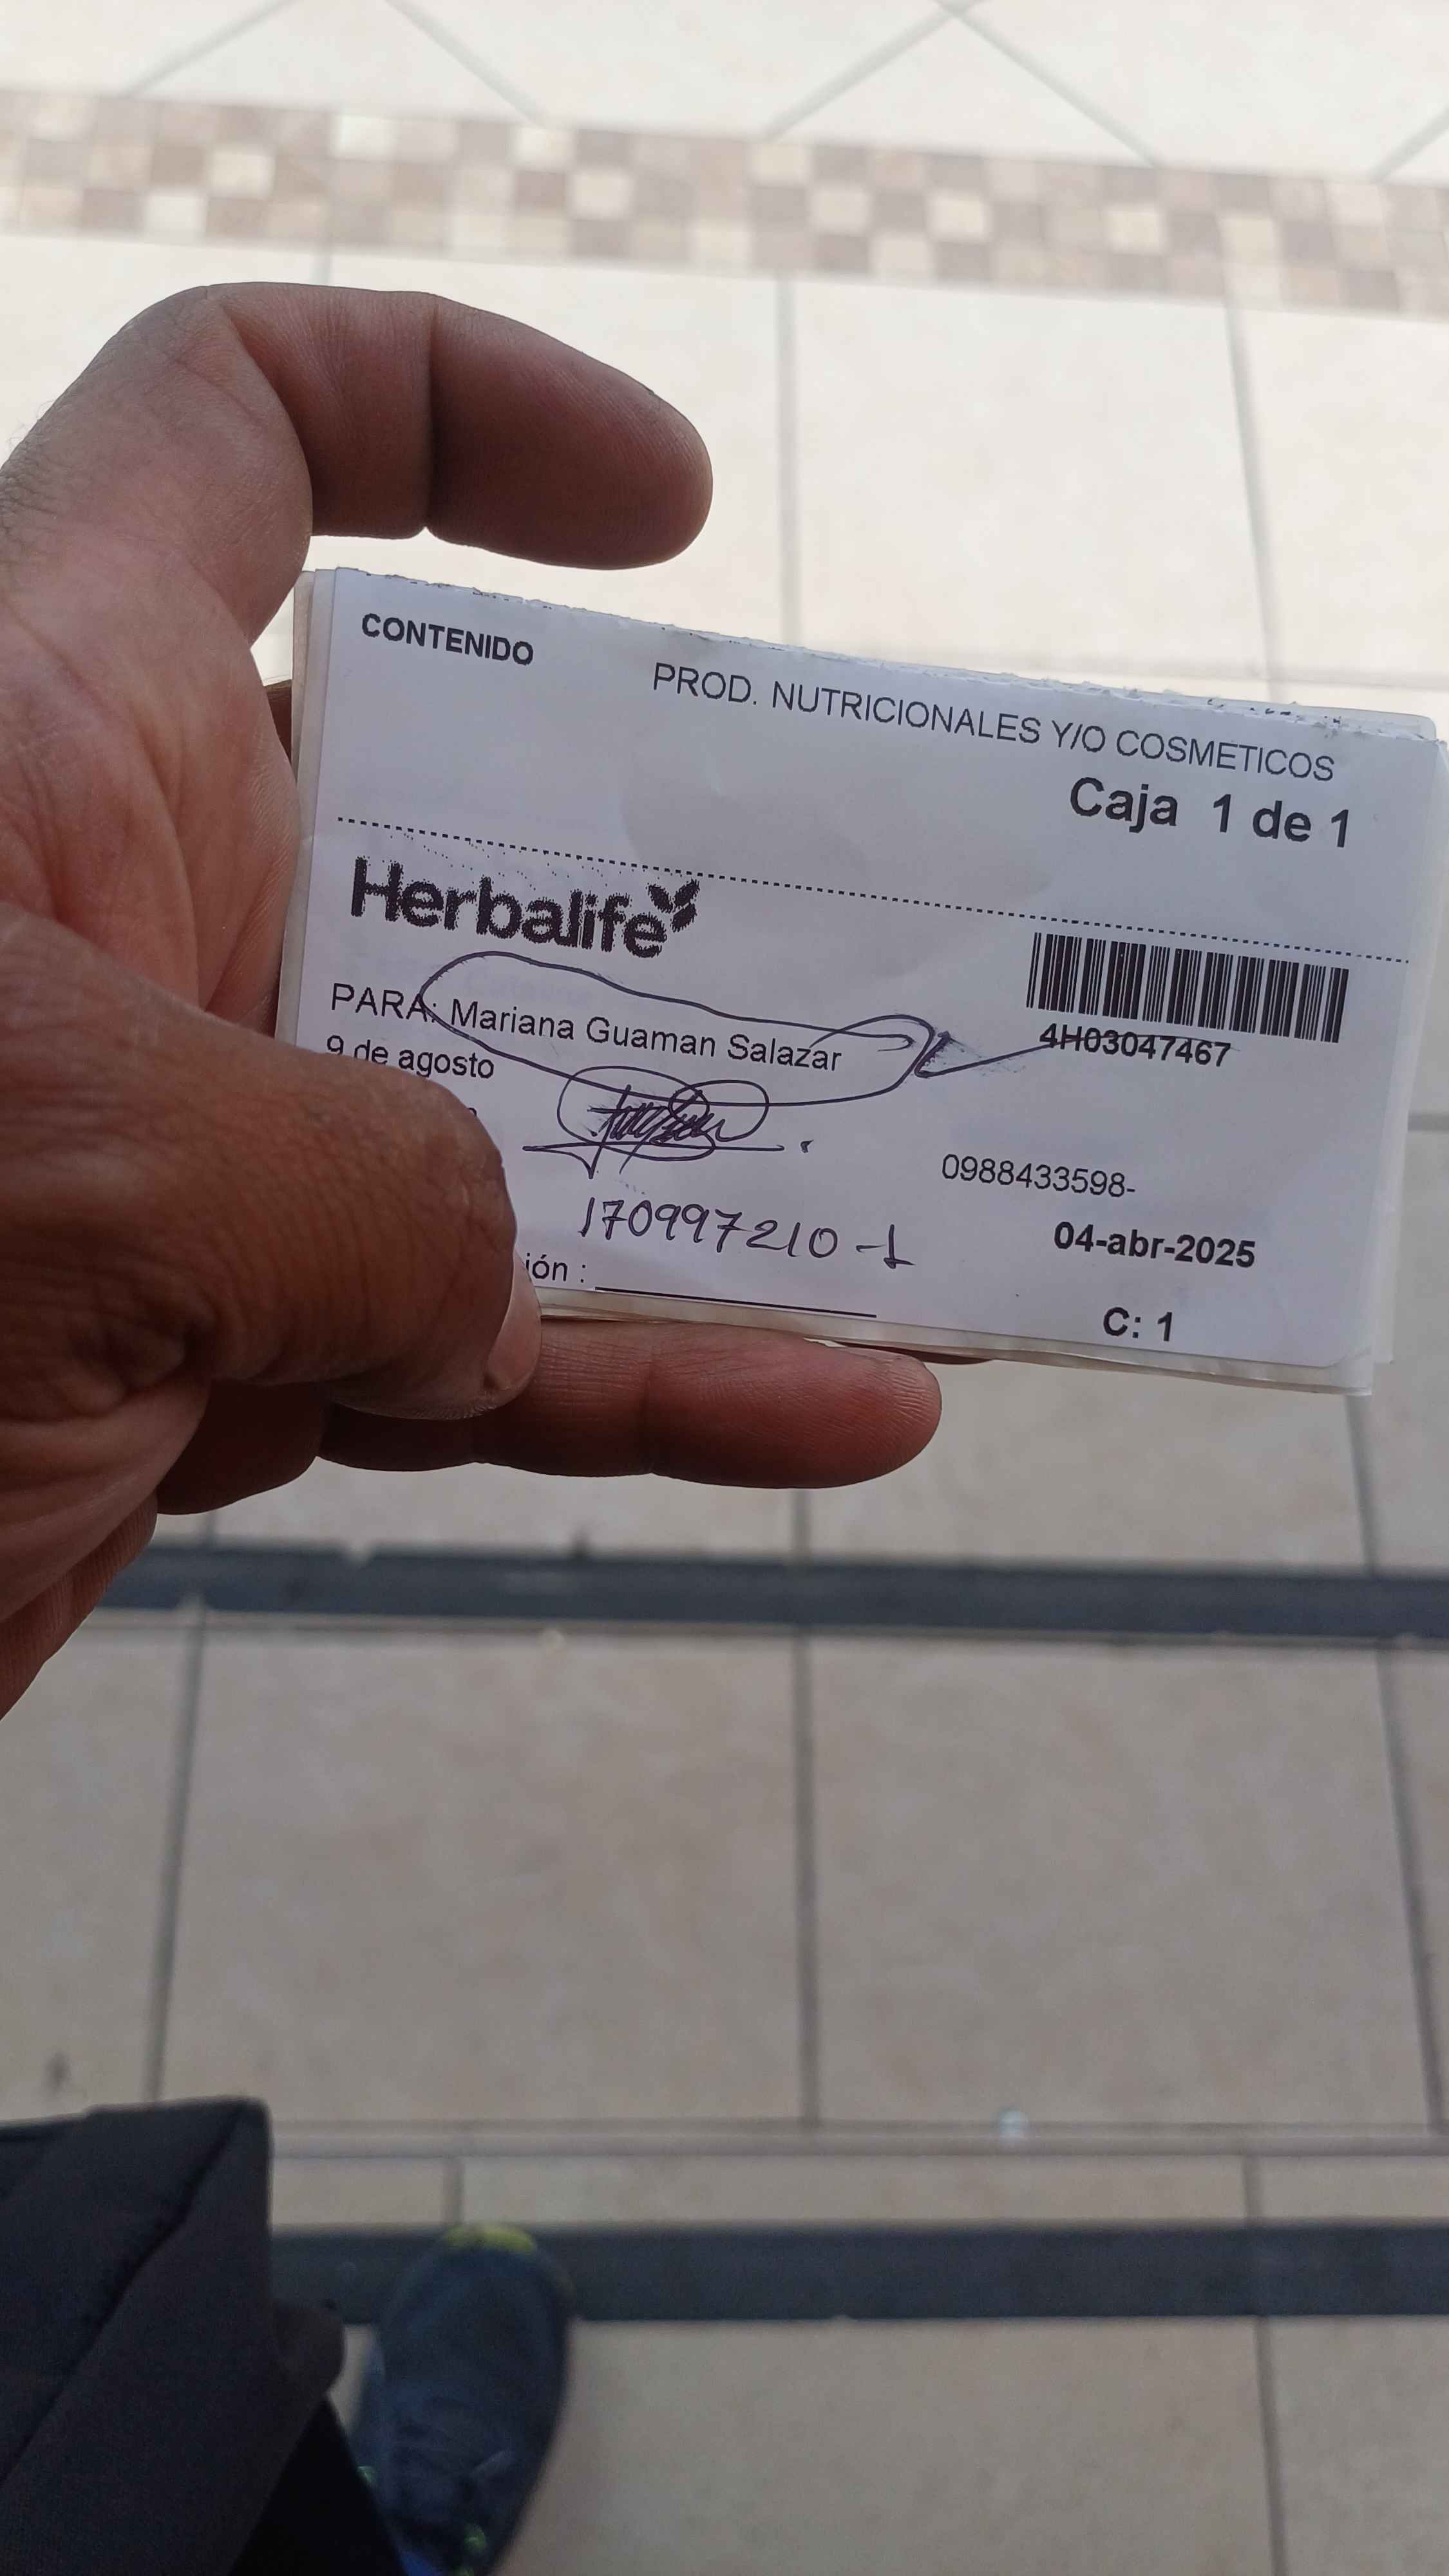 CONTENIDO
PROD. NUTRICIONALES Y/O COSMETICOS
Caja 1 de 1
Herbalife
PARA: Mariana Guaman Salazar
4H03047467
9 de agosto
0988433598-
170997210-1
04-abr-2025
ión :
C: 1